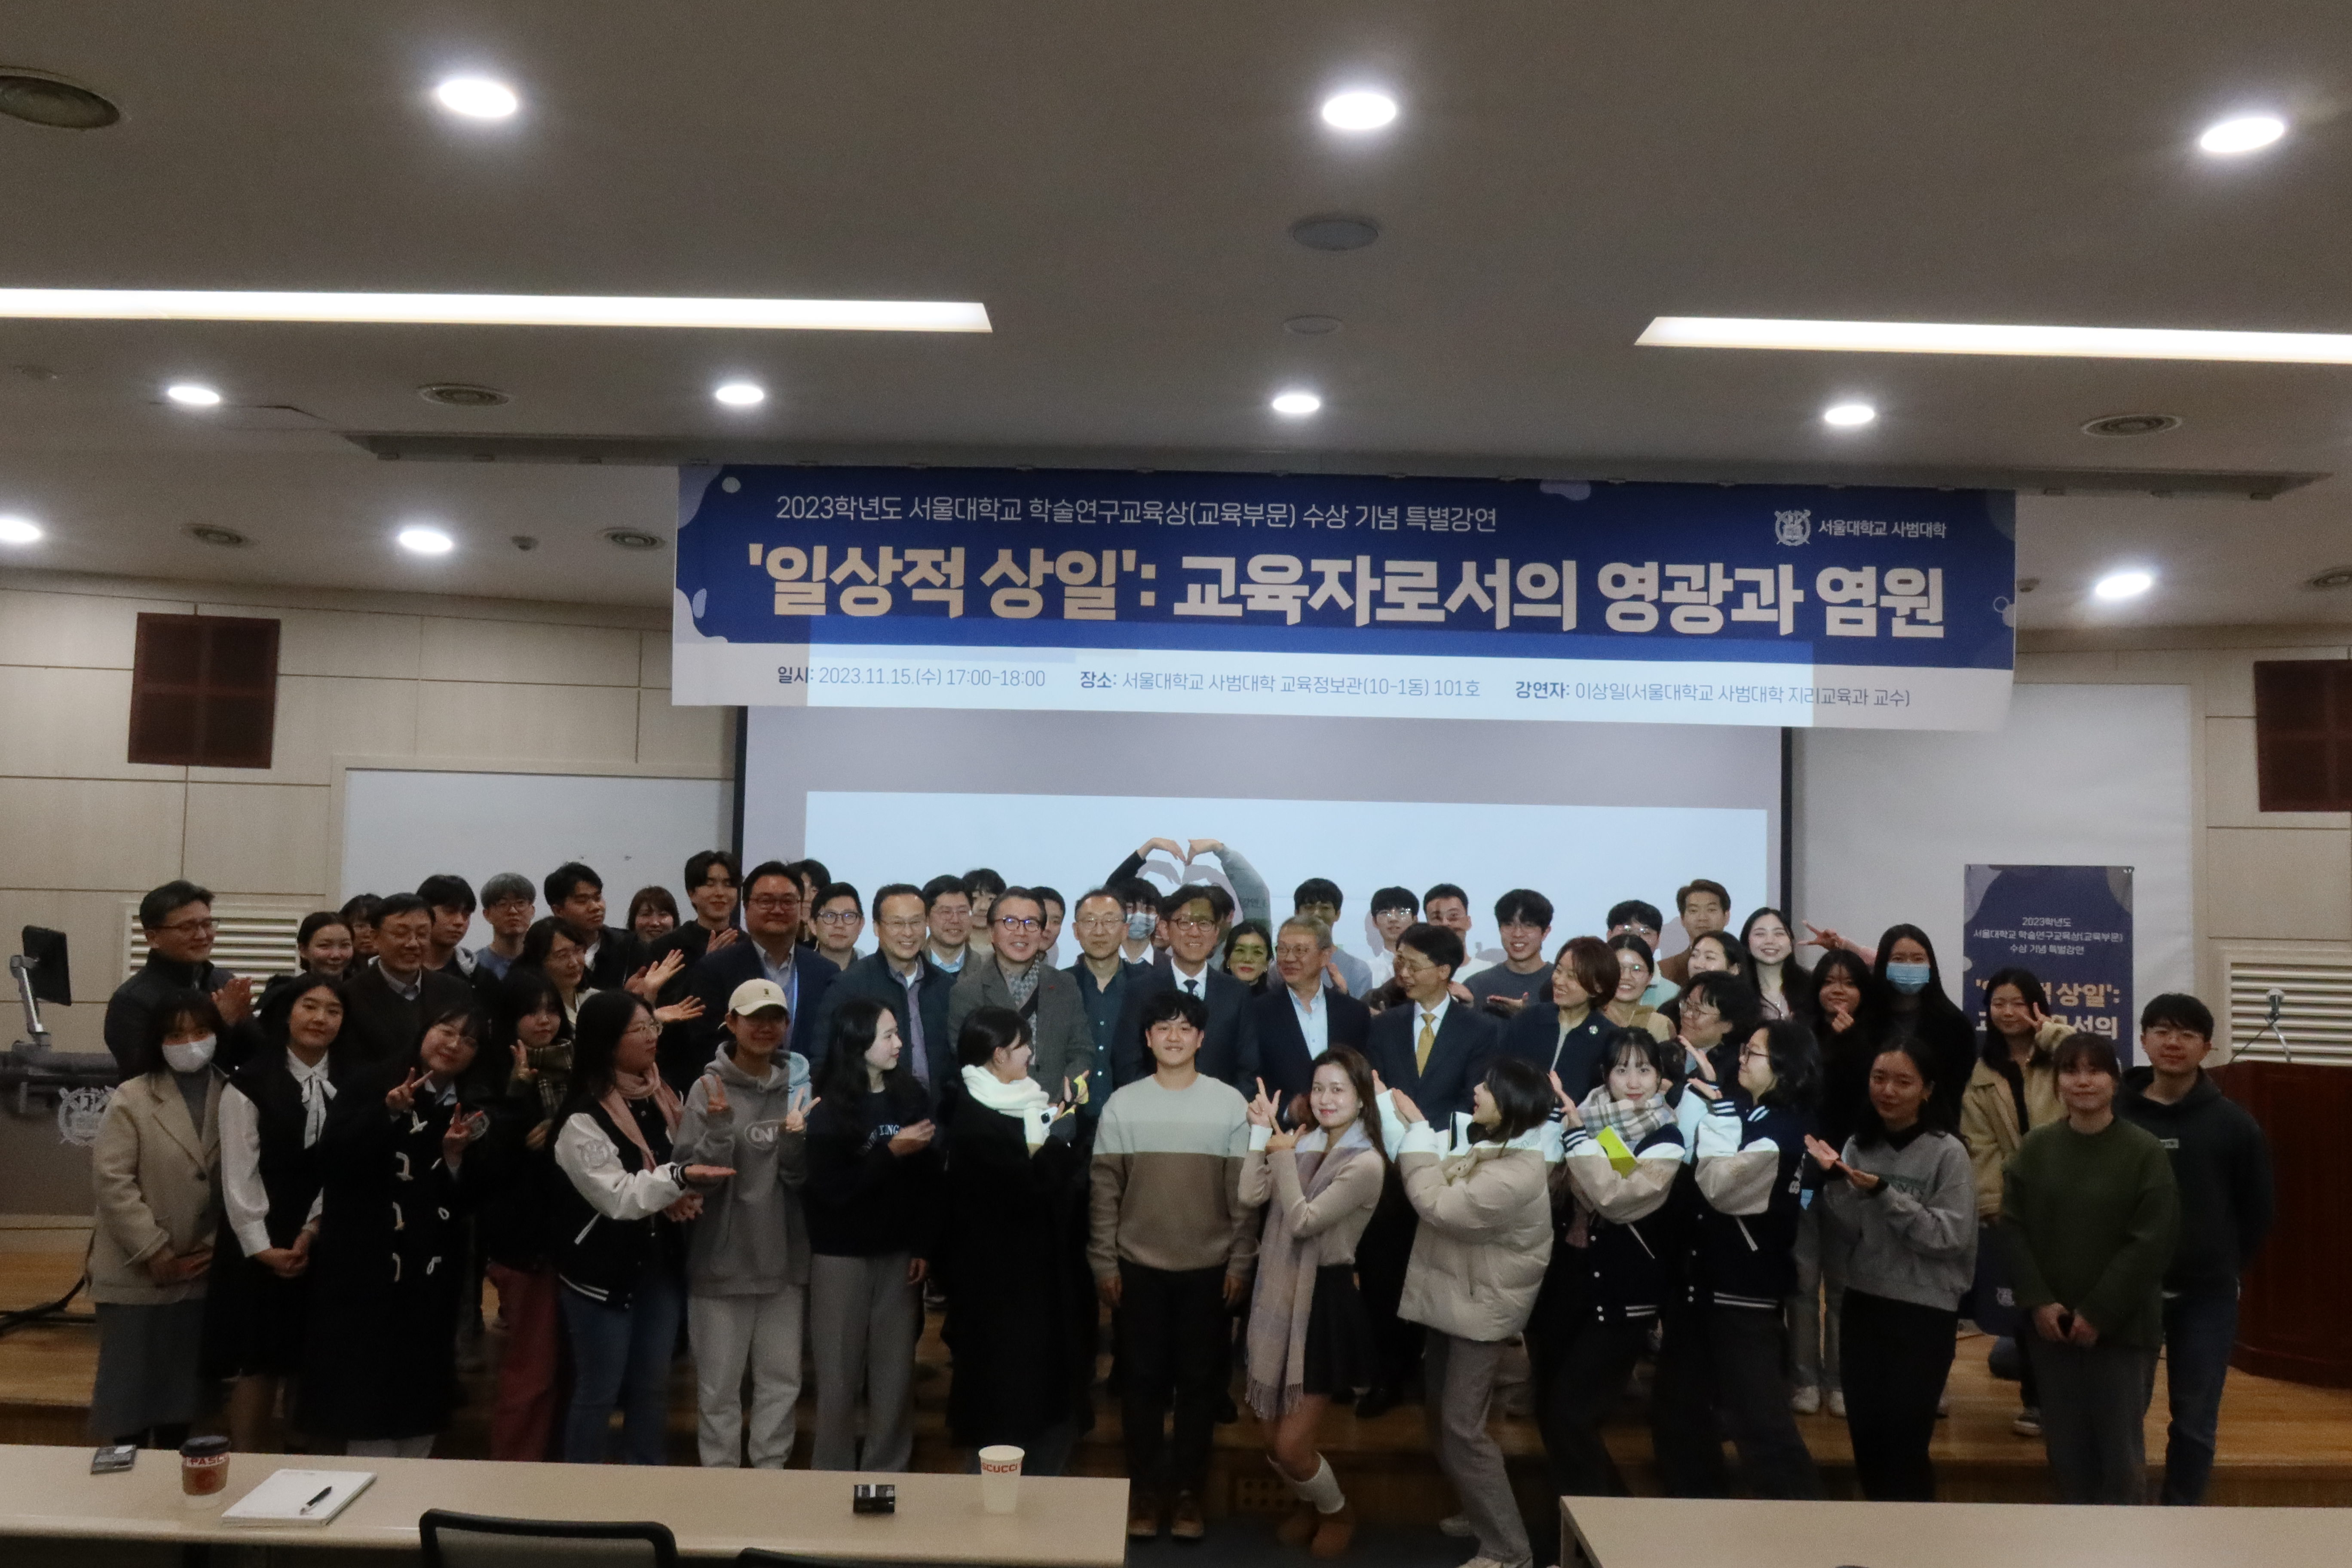 2023학년도 서울대학교 학술연구교육상(교육부문) 수상 기념 특별강연
서울대학교 사범대학
'일상적 상일': 교육자로서의 영광과 염원
일시: 2023.11.15.(수) 17:00-18:00 장소: 서울대학교 사범대학 교육정보관(10-1동) 101호 강연자: 이상일(서울대학교 사범대학 지리교육과 교수)
2023학년도
서울대학교 학술연구교육상(교육부문)
수상 기념 특별강연
상일':